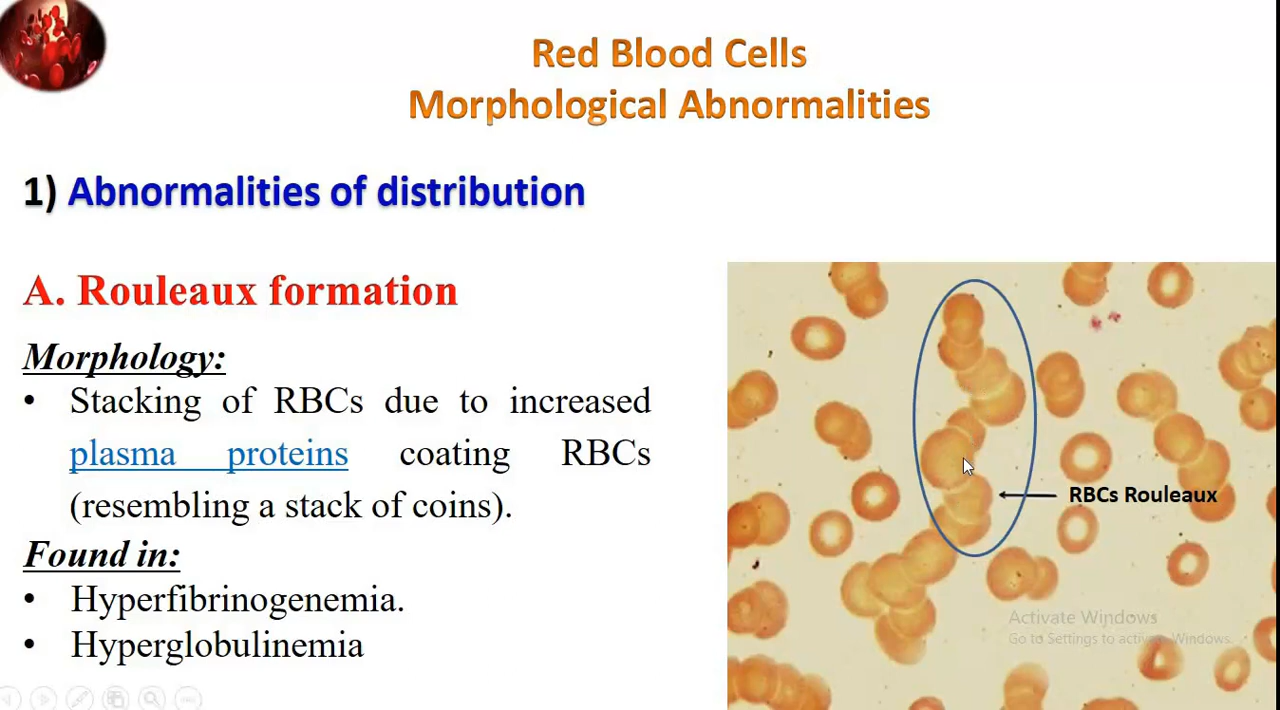 Red Blood Cells
Morphological Abnormalities
1) Abnormalities of distribution
A. Rouleaux formation
Morphology:
• Stacking of RBCs due to increased
plasma proteins coating RBCs
(resembling a stack of coins).
Found in:
• Hyperfibrinogenemia.
• Hyperglobulinemia
RBCs Rouleaux
Activate Windows
Go to Settings to activate Windows.